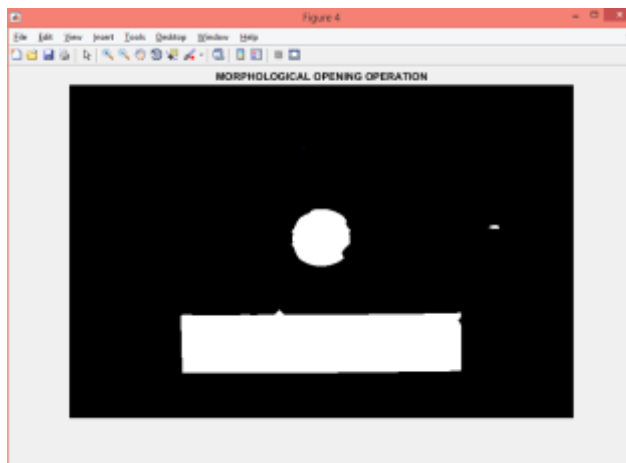 Figure 4
File Edit View Insert Tools Desktop Window Help
MORPHOLOGICAL OPENING OPERATION